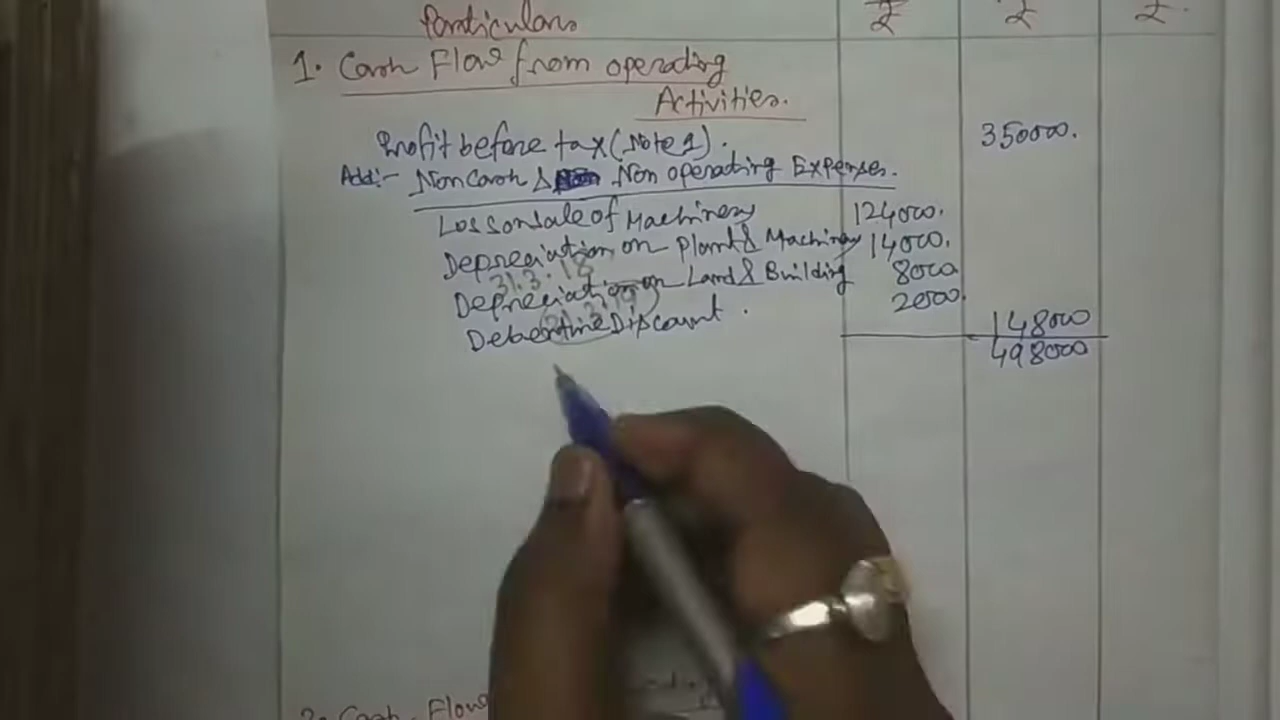 Particulars ₹ ₹ ₹
1. Cash Flow from operating
Activities.
Profit before tax (Note 1). 350000.
Add:- Non Cash & Non operating Expenses.
Loss on sale of Machinery 124000.
Depreciation on Plant & Machinery 14000.
Depreciation on Land & Building 8000
Debenture Discount. 2000. 148000
498000
2. Cash Flow